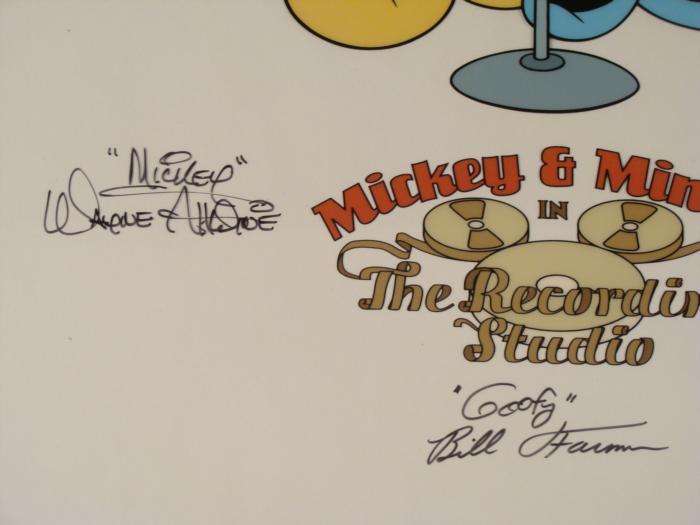 "Mickey"
Wayne Allwine
Mickey & Min
IN
The Recordin
Studio
"Goofy"
Bill Farmer